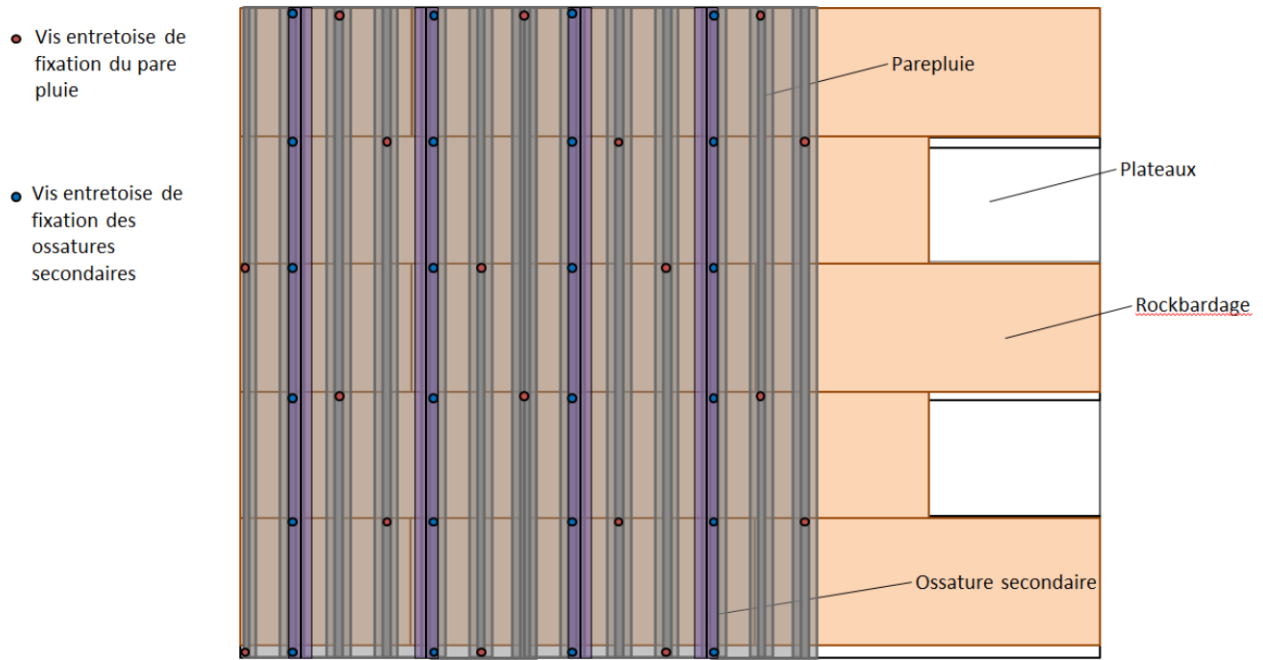 Vis entretoise de
fixation du pare
pluie
Vis entretoise de
fixation des
ossatures
secondaires
Parepluie
Plateaux
Rockbardage
Ossature secondaire